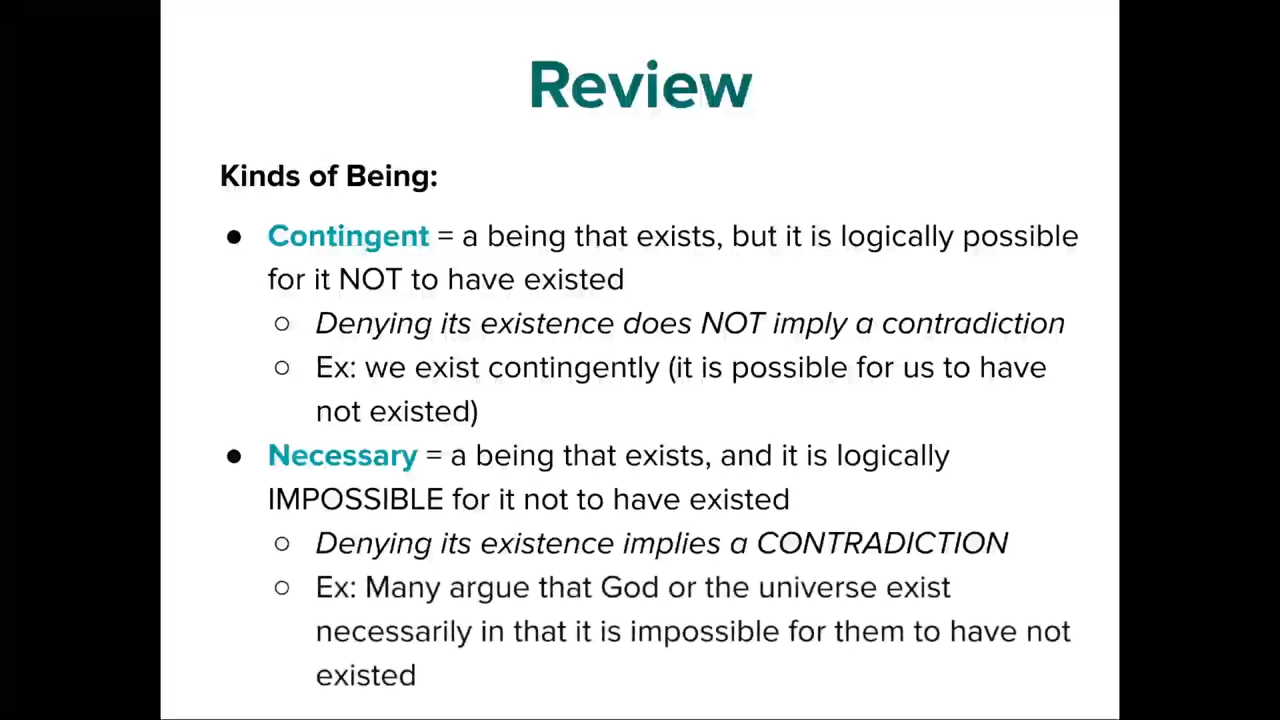 Review
Kinds of Being:
● Contingent = a being that exists, but it is logically possible
for it NOT to have existed
○ Denying its existence does NOT imply a contradiction
○ Ex: we exist contingently (it is possible for us to have
not existed)
● Necessary = a being that exists, and it is logically
IMPOSSIBLE for it not to have existed
○ Denying its existence implies a CONTRADICTION
○ Ex: Many argue that God or the universe exist
necessarily in that it is impossible for them to have not
existed